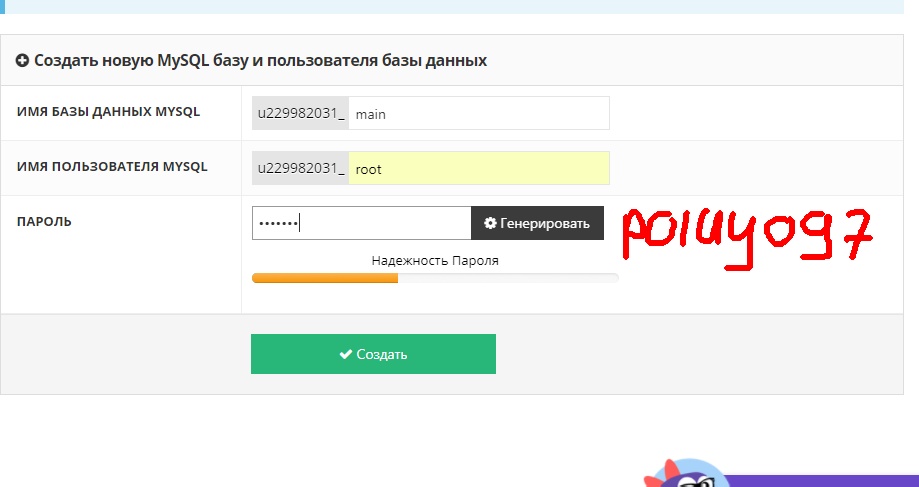 Создать новую MySQL базу и пользователя базы данных
ИМЯ БАЗЫ ДАННЫХ MYSQL u229982031_ main
ИМЯ ПОЛЬЗОВАТЕЛЯ MYSQL u229982031_ root
ПАРОЛЬ ••••••• Генерировать
Надежность Пароля
Создать